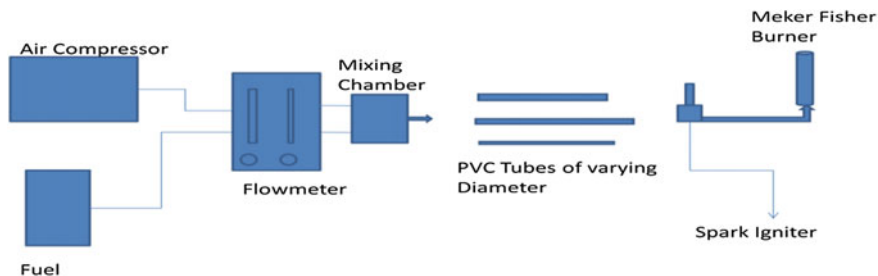 Air Compressor
Fuel
Flowmeter
Mixing
Chamber
PVC Tubes of varying
Diameter
Meker Fisher
Burner
Spark Igniter